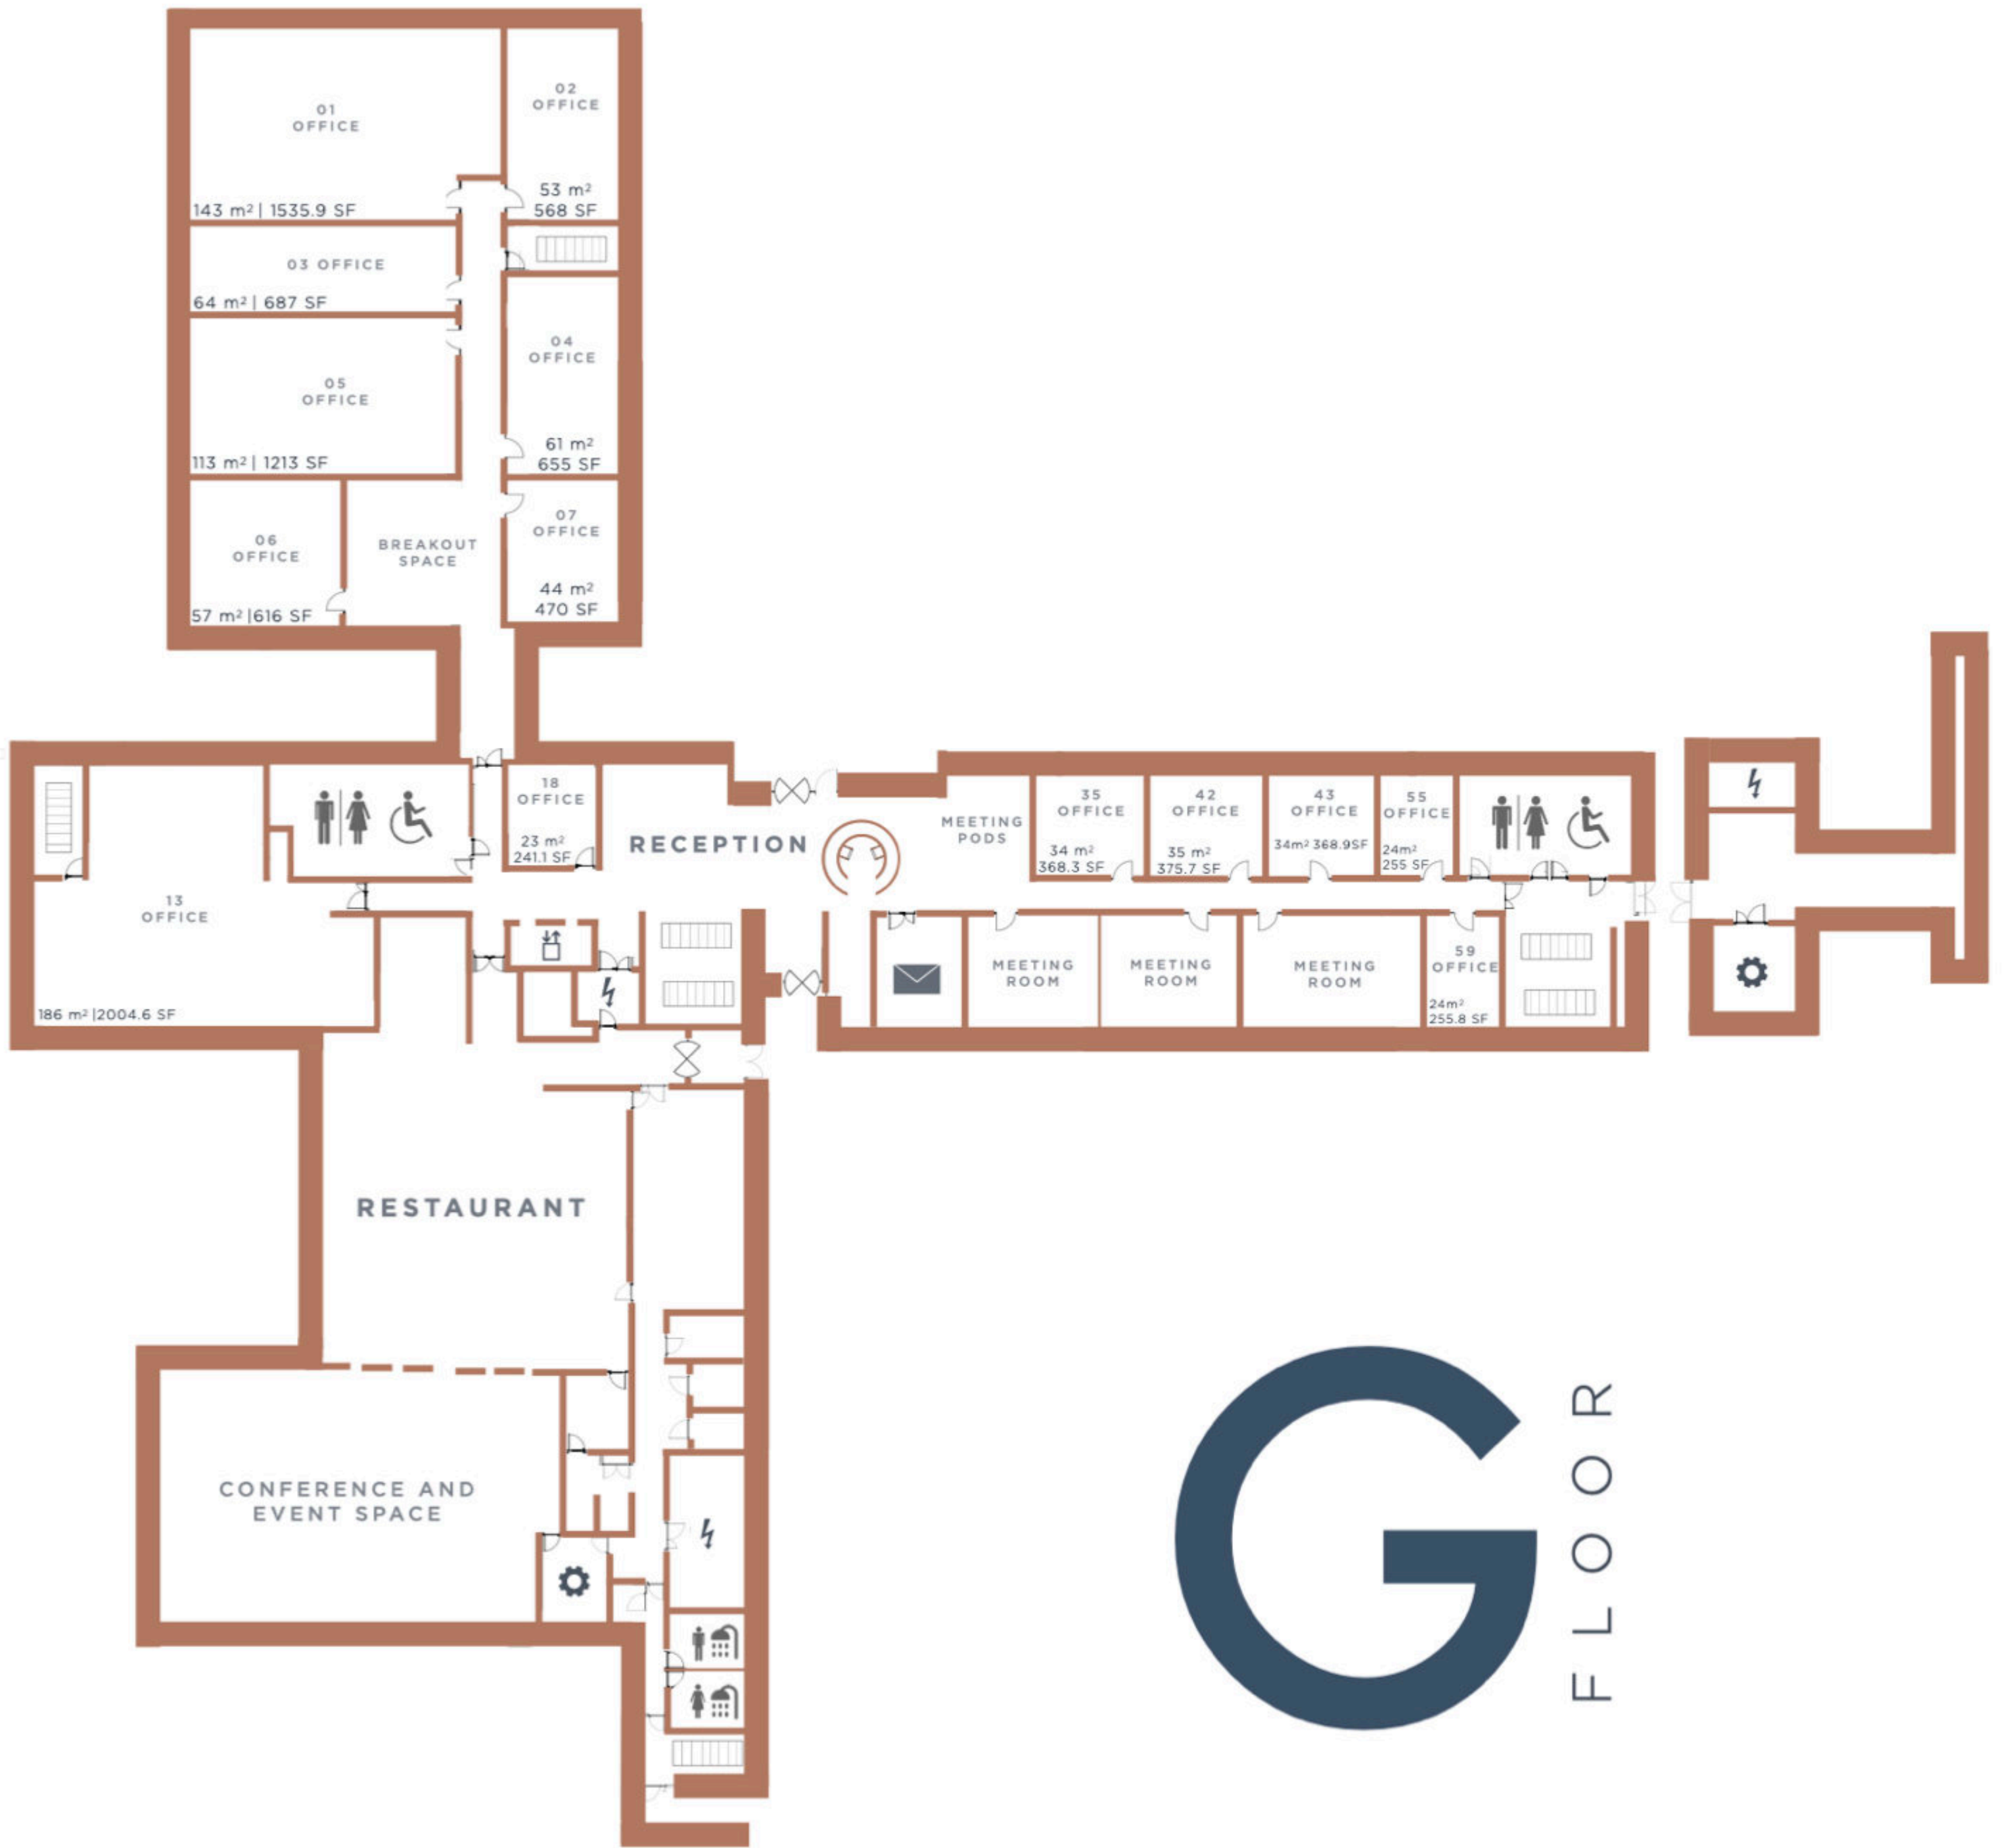 01
OFFICE
143 m² | 1535.9 SF
02
OFFICE
53 m²
568 SF
03 OFFICE
64 m² | 687 SF
04
OFFICE
61 m²
655 SF
05
OFFICE
113 m² | 1213 SF
06
OFFICE
57 m² |616 SF
BREAKOUT
SPACE
07
OFFICE
44 m²
470 SF
13
OFFICE
186 m² |2004.6 SF
18
OFFICE
23 m²
241.1 SF
RECEPTION
MEETING
PODS
35
OFFICE
34 m²
368.3 SF
42
OFFICE
35 m²
375.7 SF
43
OFFICE
34m² 368.9SF
55
OFFICE
24m²
255 SF
MEETING
ROOM
MEETING
ROOM
MEETING
ROOM
59
OFFICE
24m²
255.8 SF
RESTAURANT
CONFERENCE AND
EVENT SPACE
G
FLOOR